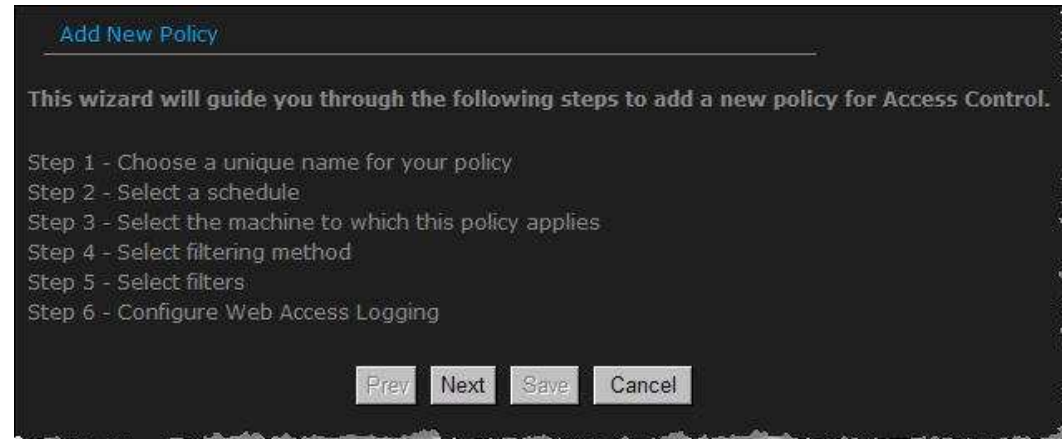 Add New Policy
This wizard will guide you through the following steps to add a new policy for Access Control.
Step 1 - Choose a unique name for your policy
Step 2 - Select a schedule
Step 3 - Select the machine to which this policy applies
Step 4 - Select filtering method
Step 5 - Select filters
Step 6 - Configure Web Access Logging
Prev Next Save Cancel